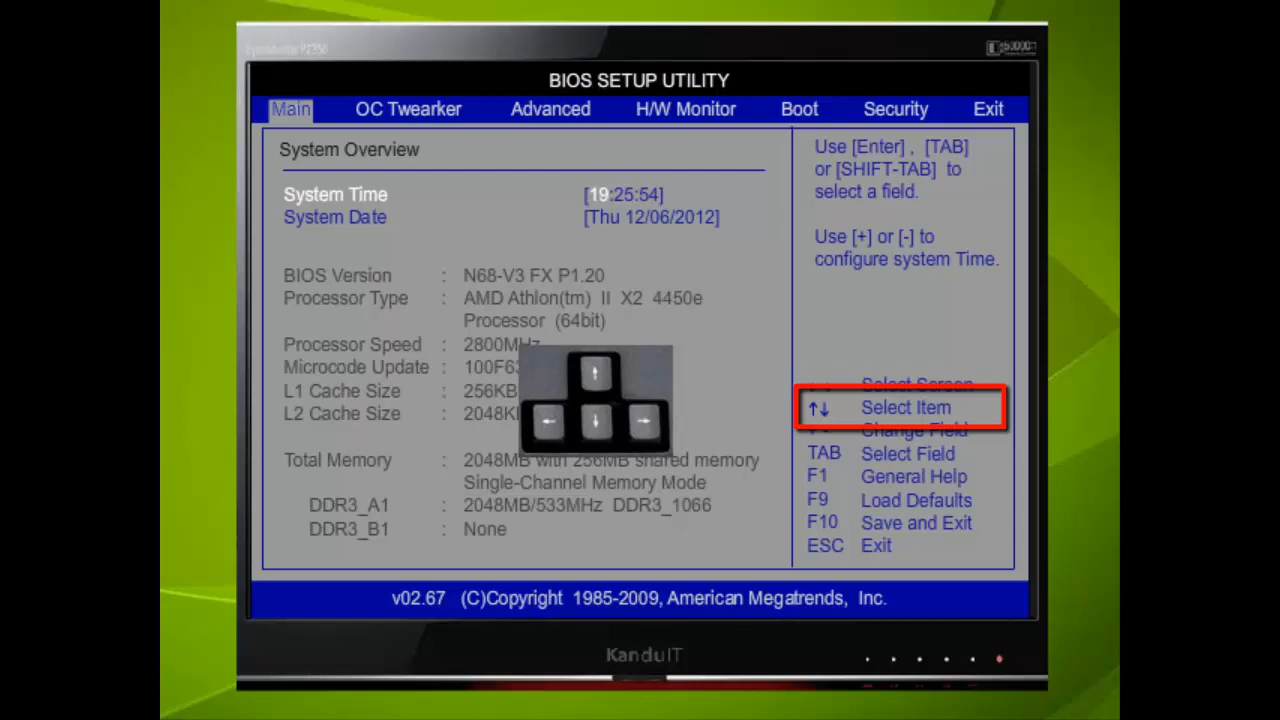 BIOS SETUP UTILITY
Main OC Twearker Advanced H/W Monitor Boot Security Exit
System Overview
System Time [19:25:54]
System Date [Thu 12/06/2012]
BIOS Version : N68-V3 FX P1.20
Processor Type : AMD Athlon(tm) II X2 4450e
Processor (64bit)
Processor Speed : 2800MHz
Microcode Update : 100F63
L1 Cache Size : 256KB
L2 Cache Size : 2048K
Total Memory : 2048MB with 256MB shared memory
Single-Channel Memory Mode
DDR3_A1 : 2048MB/533MHz DDR3_1066
DDR3_B1 : None
Use [Enter] , [TAB]
or [SHIFT-TAB] to
select a field.
Use [+] or [-] to
configure system Time.
Select Screen
↑↓ Select Item
Change Field
TAB Select Field
F1 General Help
F9 Load Defaults
F10 Save and Exit
ESC Exit
v02.67 (C)Copyright 1985-2009, American Megatrends, Inc.
KanduIT